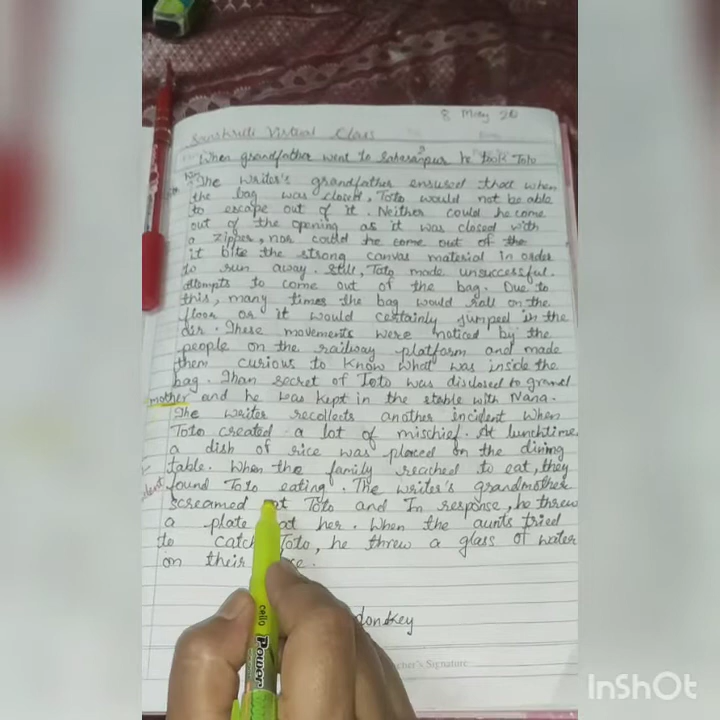 8 May 20
Sanskriti Virtual Class
When grandfather went to Saharanpur he took Toto
The writer's grandfather ensured that when
the bag was closed, Toto would not be able
to escape out of it. Neither could he come
out of the opening as it was closed with
a zipper, nor could he come out of the
it bite the strong canvas material in order
to run away. Still, Toto made unsuccessful
attempts to come out of the bag. Due to
this, many times the bag would roll on the
floor or it would certainly jumped in the
air. These movements were noticed by the
people on the railway platform and made
them curious to know what was inside the
bag. Than secret of Toto was disclosed to grand
mother and he was kept in the stable with Nana.
The writer recollects another incident when
Toto created a lot of mischief. At lunchtime
a dish of rice was placed on the dining
table. When the family reached to eat, they
found Toto eating. The writer's grandmother
screamed at Toto and In response, he threw
a plate at her. When the aunts tried
to catch Toto, he threw a glass of water
on their
donkey
Teacher's Signature
cello
Power
InShOt